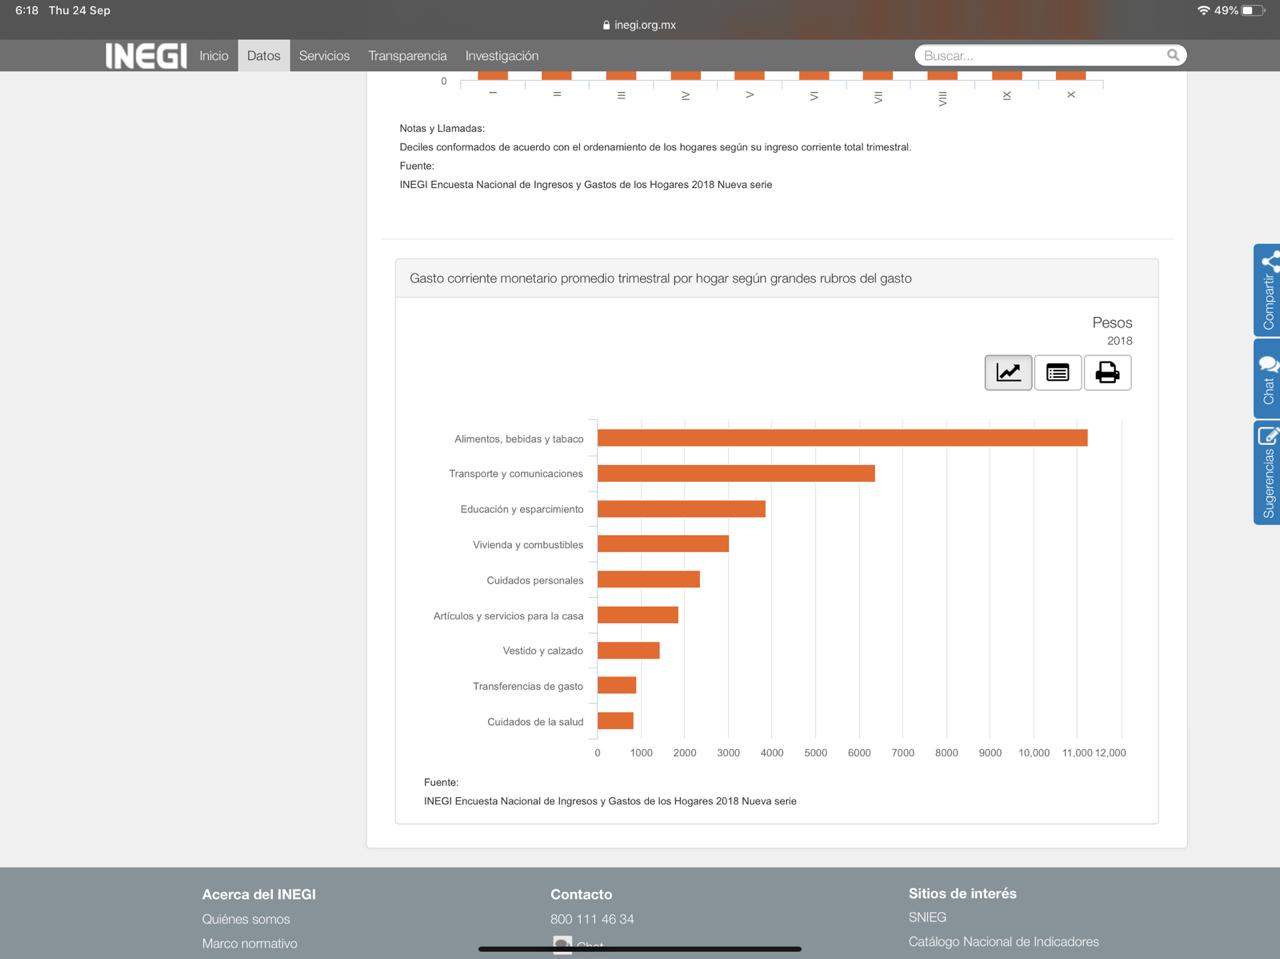 6:18 Thu 24 Sep
49%
inegi.org.mx
INEGI Inicio Datos Servicios Transparencia Investigación Buscar...
0
I II III IV V VI VII VIII IX X
Notas y Llamadas:
Deciles conformados de acuerdo con el ordenamiento de los hogares según su ingreso corriente total trimestral.
Fuente:
INEGI Encuesta Nacional de Ingresos y Gastos de los Hogares 2018 Nueva serie
Compartir
Chat
Sugerencias
Gasto corriente monetario promedio trimestral por hogar según grandes rubros del gasto
Pesos
2018
Alimentos, bebidas y tabaco
Transporte y comunicaciones
Educación y esparcimiento
Vivienda y combustibles
Cuidados personales
Artículos y servicios para la casa
Vestido y calzado
Transferencias de gasto
Cuidados de la salud
0 1000 2000 3000 4000 5000 6000 7000 8000 9000 10,000 11,000 12,000
Fuente:
INEGI Encuesta Nacional de Ingresos y Gastos de los Hogares 2018 Nueva serie
Acerca del INEGI
Quiénes somos
Marco normativo
Contacto
800 111 46 34
Chat
Sitios de interés
SNIEG
Catálogo Nacional de Indicadores